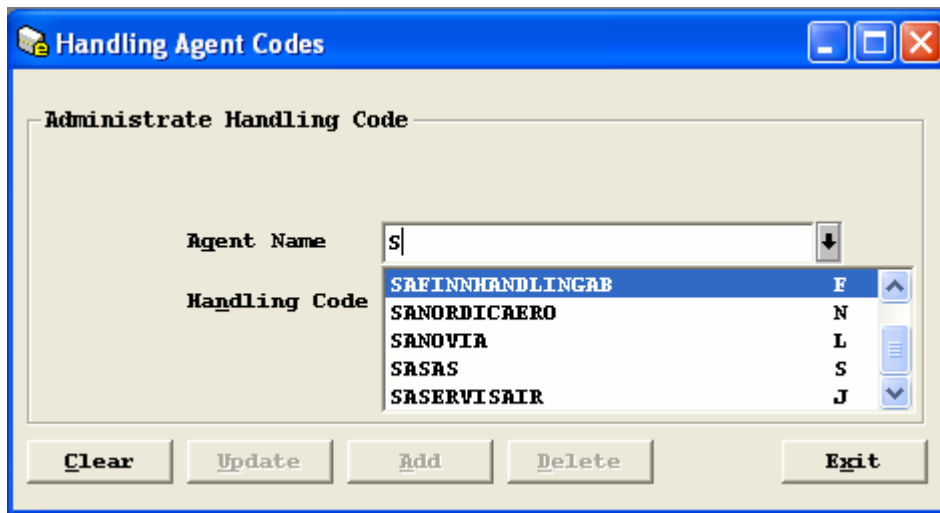 Handling Agent Codes
Administrate Handling Code
Agent Name S
Handling Code
SAFINNHANDLINGAB F
SANORDICAERO N
SANOVIA L
SASAS S
SASERVISAIR J
Clear Update Add Delete Exit